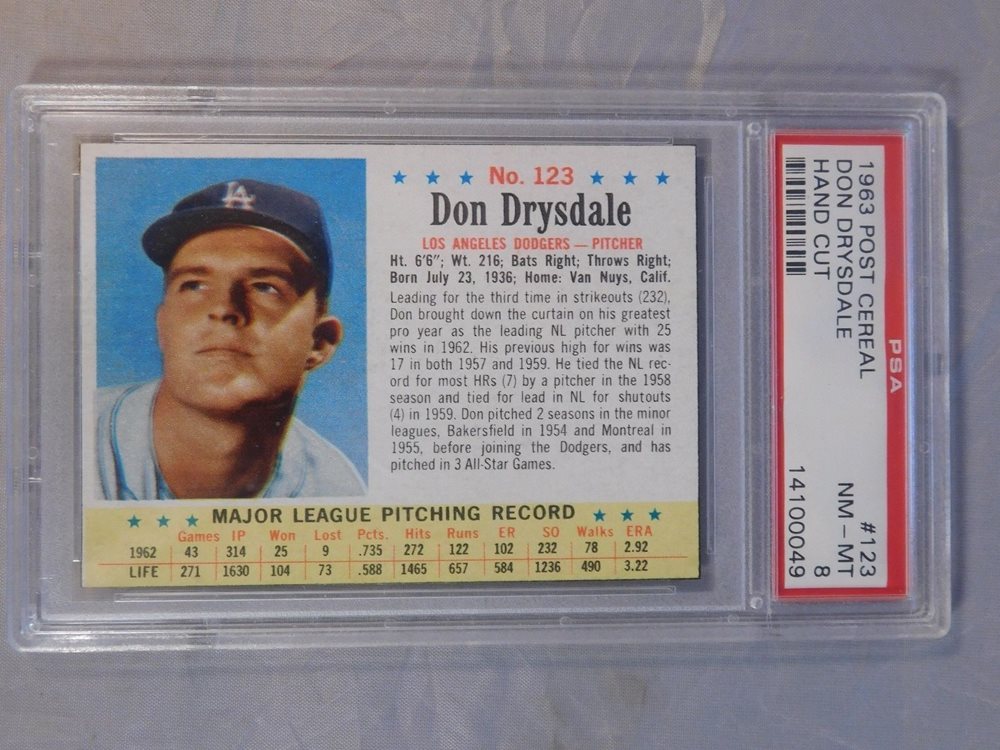 LA
★ ★ ★ No. 123 ★ ★ ★
Don Drysdale
LOS ANGELES DODGERS — PITCHER
Ht. 6'6"; Wt. 216; Bats Right; Throws Right;
Born July 23, 1936; Home: Van Nuys, Calif.
Leading for the third time in strikeouts (232),
Don brought down the curtain on his greatest
pro year as the leading NL pitcher with 25
wins in 1962. His previous high for wins was
17 in both 1957 and 1959. He tied the NL rec-
ord for most HRs (7) by a pitcher in the 1958
season and tied for lead in NL for shutouts
(4) in 1959. Don pitched 2 seasons in the minor
leagues, Bakersfield in 1954 and Montreal in
1955, before joining the Dodgers, and has
pitched in 3 All-Star Games.
★ ★ ★ MAJOR LEAGUE PITCHING RECORD ★ ★ ★
Games IP Won Lost Pcts. Hits Runs ER SO Walks ERA
1962 43 314 25 9 .735 272 122 102 232 78 2.92
LIFE 271 1630 104 73 .588 1465 657 584 1236 490 3.22
PSA
1963 POST CEREAL #123
DON DRYSDALE NM - MT
HAND CUT 8
14100049